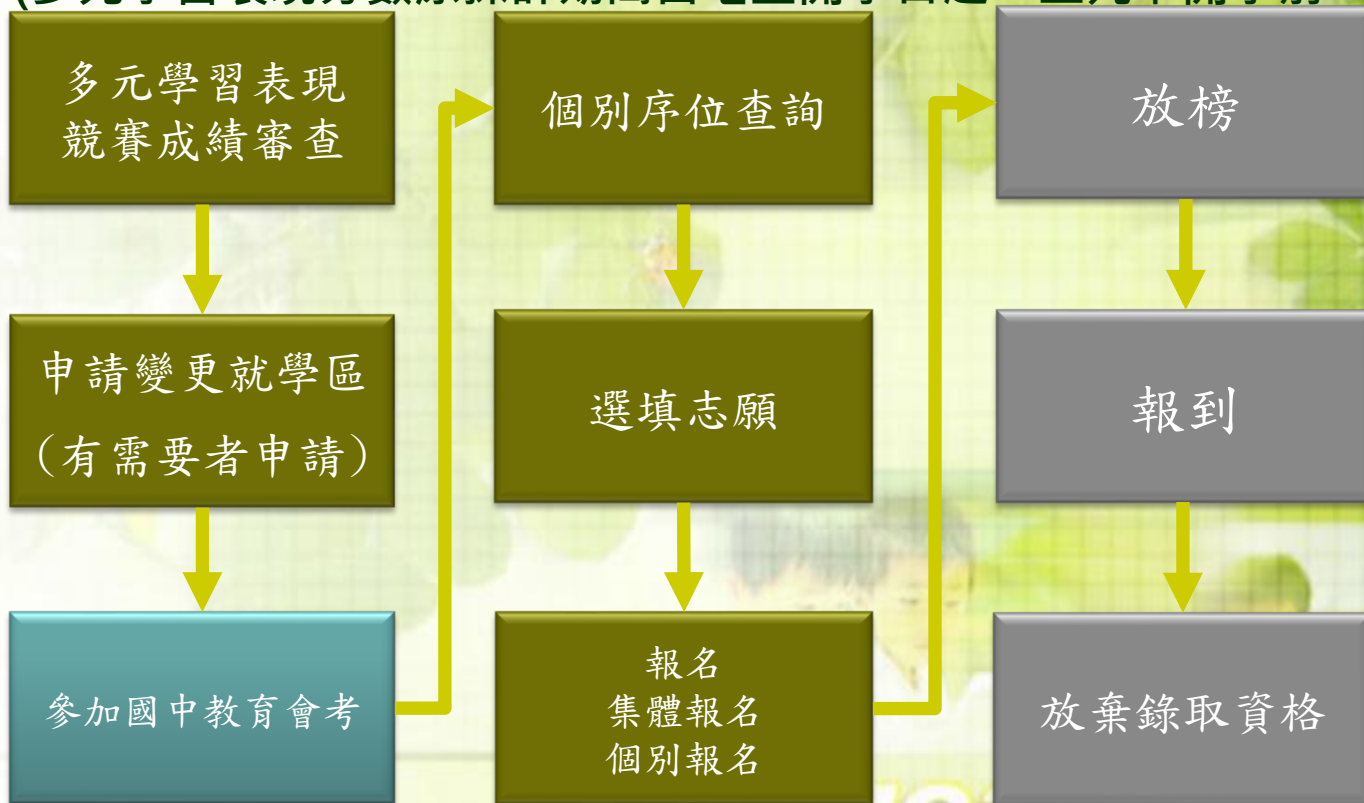 多元學習表現
競賽成績審查
申請變更就學區
（有需要者申請）
參加國中教育會考
個別序位查詢
選填志願
報名
集體報名
個別報名
放榜
報到
放棄錄取資格